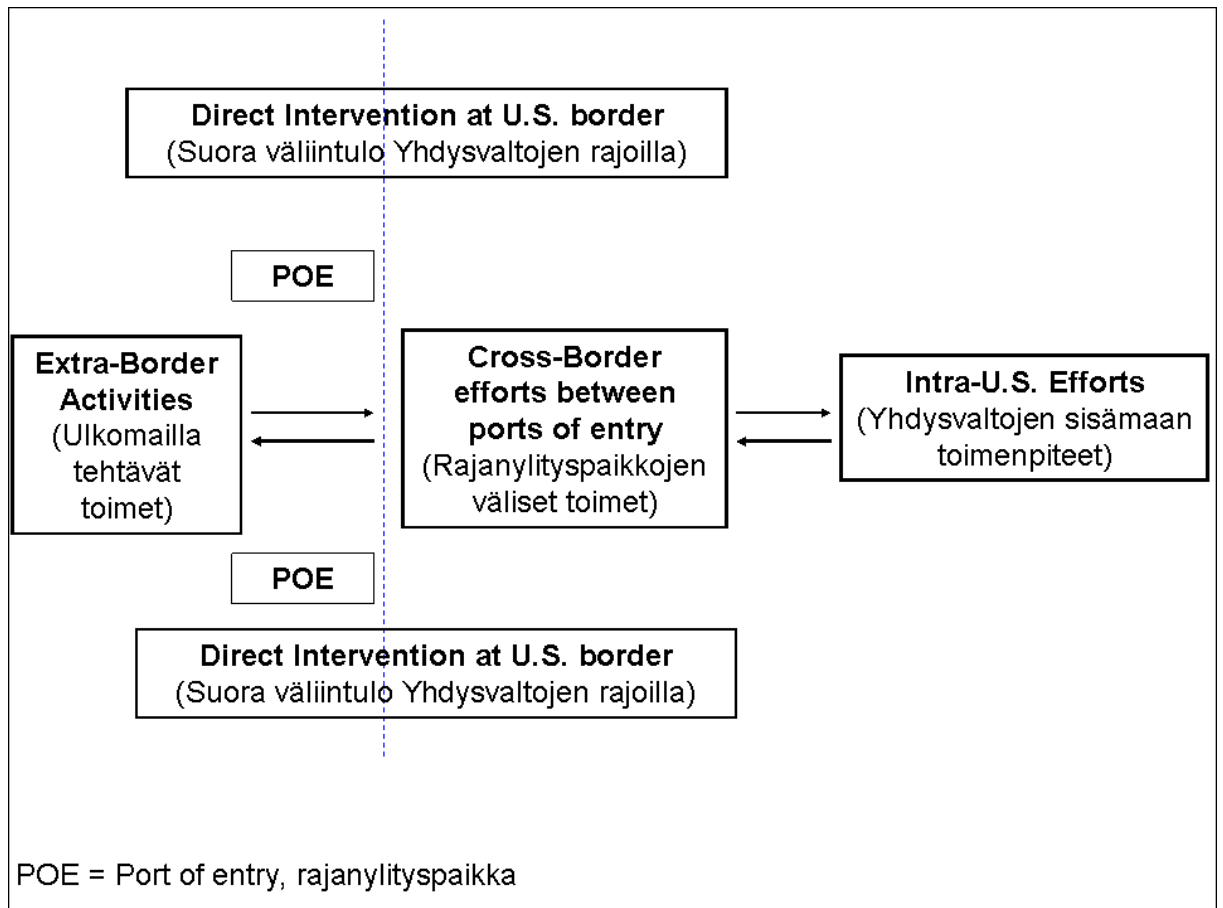 Direct Intervention at U.S. border
(Suora väliintulo Yhdysvaltojen rajoilla)
POE
Extra-Border
Activities
(Ulkomailla
tehtävät
toimet)
Cross-Border
efforts between
ports of entry
(Rajanylityspaikkojen
väliset toimet)
Intra-U.S. Efforts
(Yhdysvaltojen sisämaan
toimenpiteet)
POE
Direct Intervention at U.S. border
(Suora väliintulo Yhdysvaltojen rajoilla)
POE = Port of entry, rajanylityspaikka